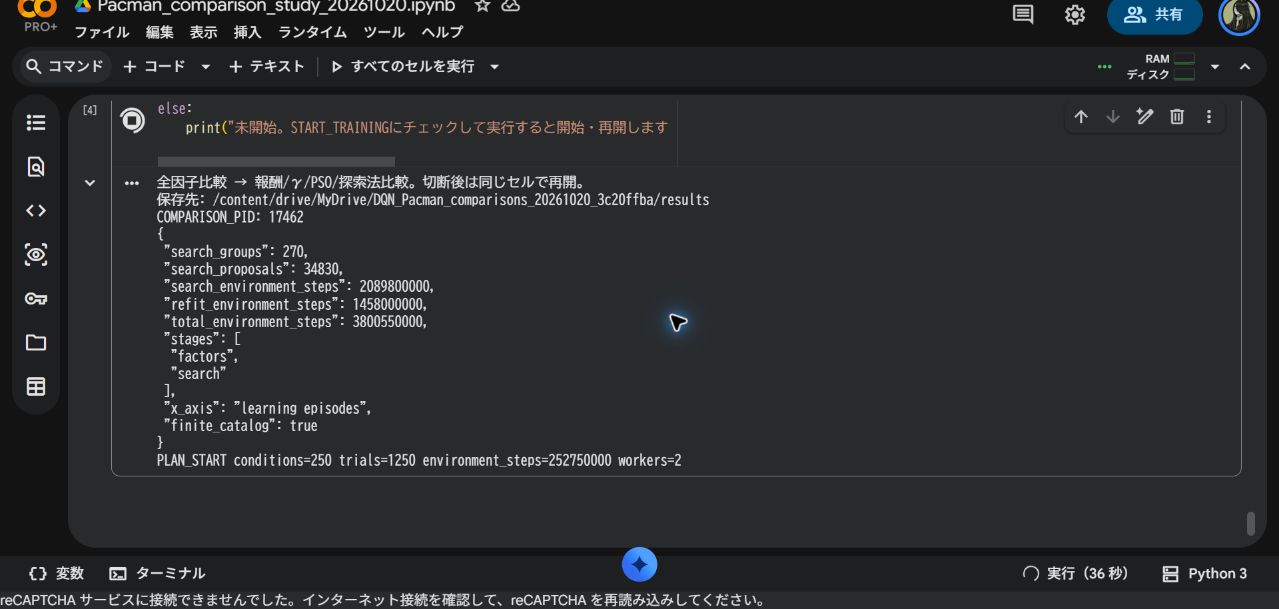 CO Pacman_comparison_study_20261020.ipynb
PRO+ ファイル 編集 表示 挿入 ランタイム ツール ヘルプ
共有
コマンド + コード + テキスト すべてのセルを実行
RAM
ディスク
[4] else:
print("未開始。START_TRAININGにチェックして実行すると開始・再開します
全因子比較 → 報酬/γ/PSO/探索法比較。切断後は同じセルで再開。
保存先: /content/drive/MyDrive/DQN_Pacman_comparisons_20261020_3c20ffba/results
COMPARISON_PID: 17462
{
"search_groups": 270,
"search_proposals": 34830,
"search_environment_steps": 2089800000,
"refit_environment_steps": 1458000000,
"total_environment_steps": 3800550000,
"stages": [
"factors",
"search"
],
"x_axis": "learning episodes",
"finite_catalog": true
}
PLAN_START conditions=250 trials=1250 environment_steps=252750000 workers=2
{} 変数 ターミナル 実行（36 秒） Python 3
reCAPTCHA サービスに接続できませんでした。インターネット接続を確認して、reCAPTCHA を再読み込みしてください。